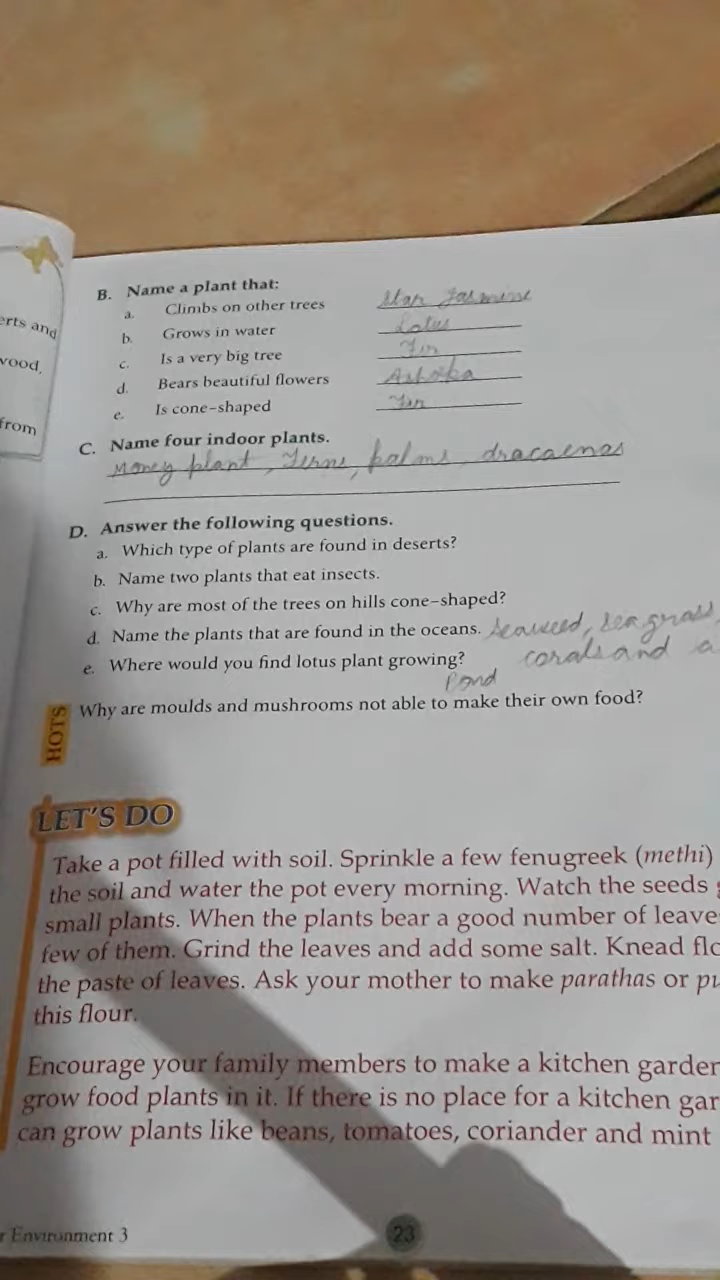 erts and
wood.
from
B. Name a plant that:
a. Climbs on other trees Star Jasmine
b. Grows in water Lotus
c. Is a very big tree Fir
d. Bears beautiful flowers Ashoka
e. Is cone-shaped Fir
C. Name four indoor plants.
Money plant, Ferns, palms, dracaenas
D. Answer the following questions.
a. Which type of plants are found in deserts?
b. Name two plants that eat insects.
c. Why are most of the trees on hills cone-shaped?
d. Name the plants that are found in the oceans. Seaweed, sea grass,
corals and a
e. Where would you find lotus plant growing?
Pond
HOTS
Why are moulds and mushrooms not able to make their own food?
LET'S DO
Take a pot filled with soil. Sprinkle a few fenugreek (methi)
the soil and water the pot every morning. Watch the seeds
small plants. When the plants bear a good number of leave
few of them. Grind the leaves and add some salt. Knead flo
the paste of leaves. Ask your mother to make parathas or pu
this flour.
Encourage your family members to make a kitchen garden
grow food plants in it. If there is no place for a kitchen gar
can grow plants like beans, tomatoes, coriander and mint
r Environment 3
23